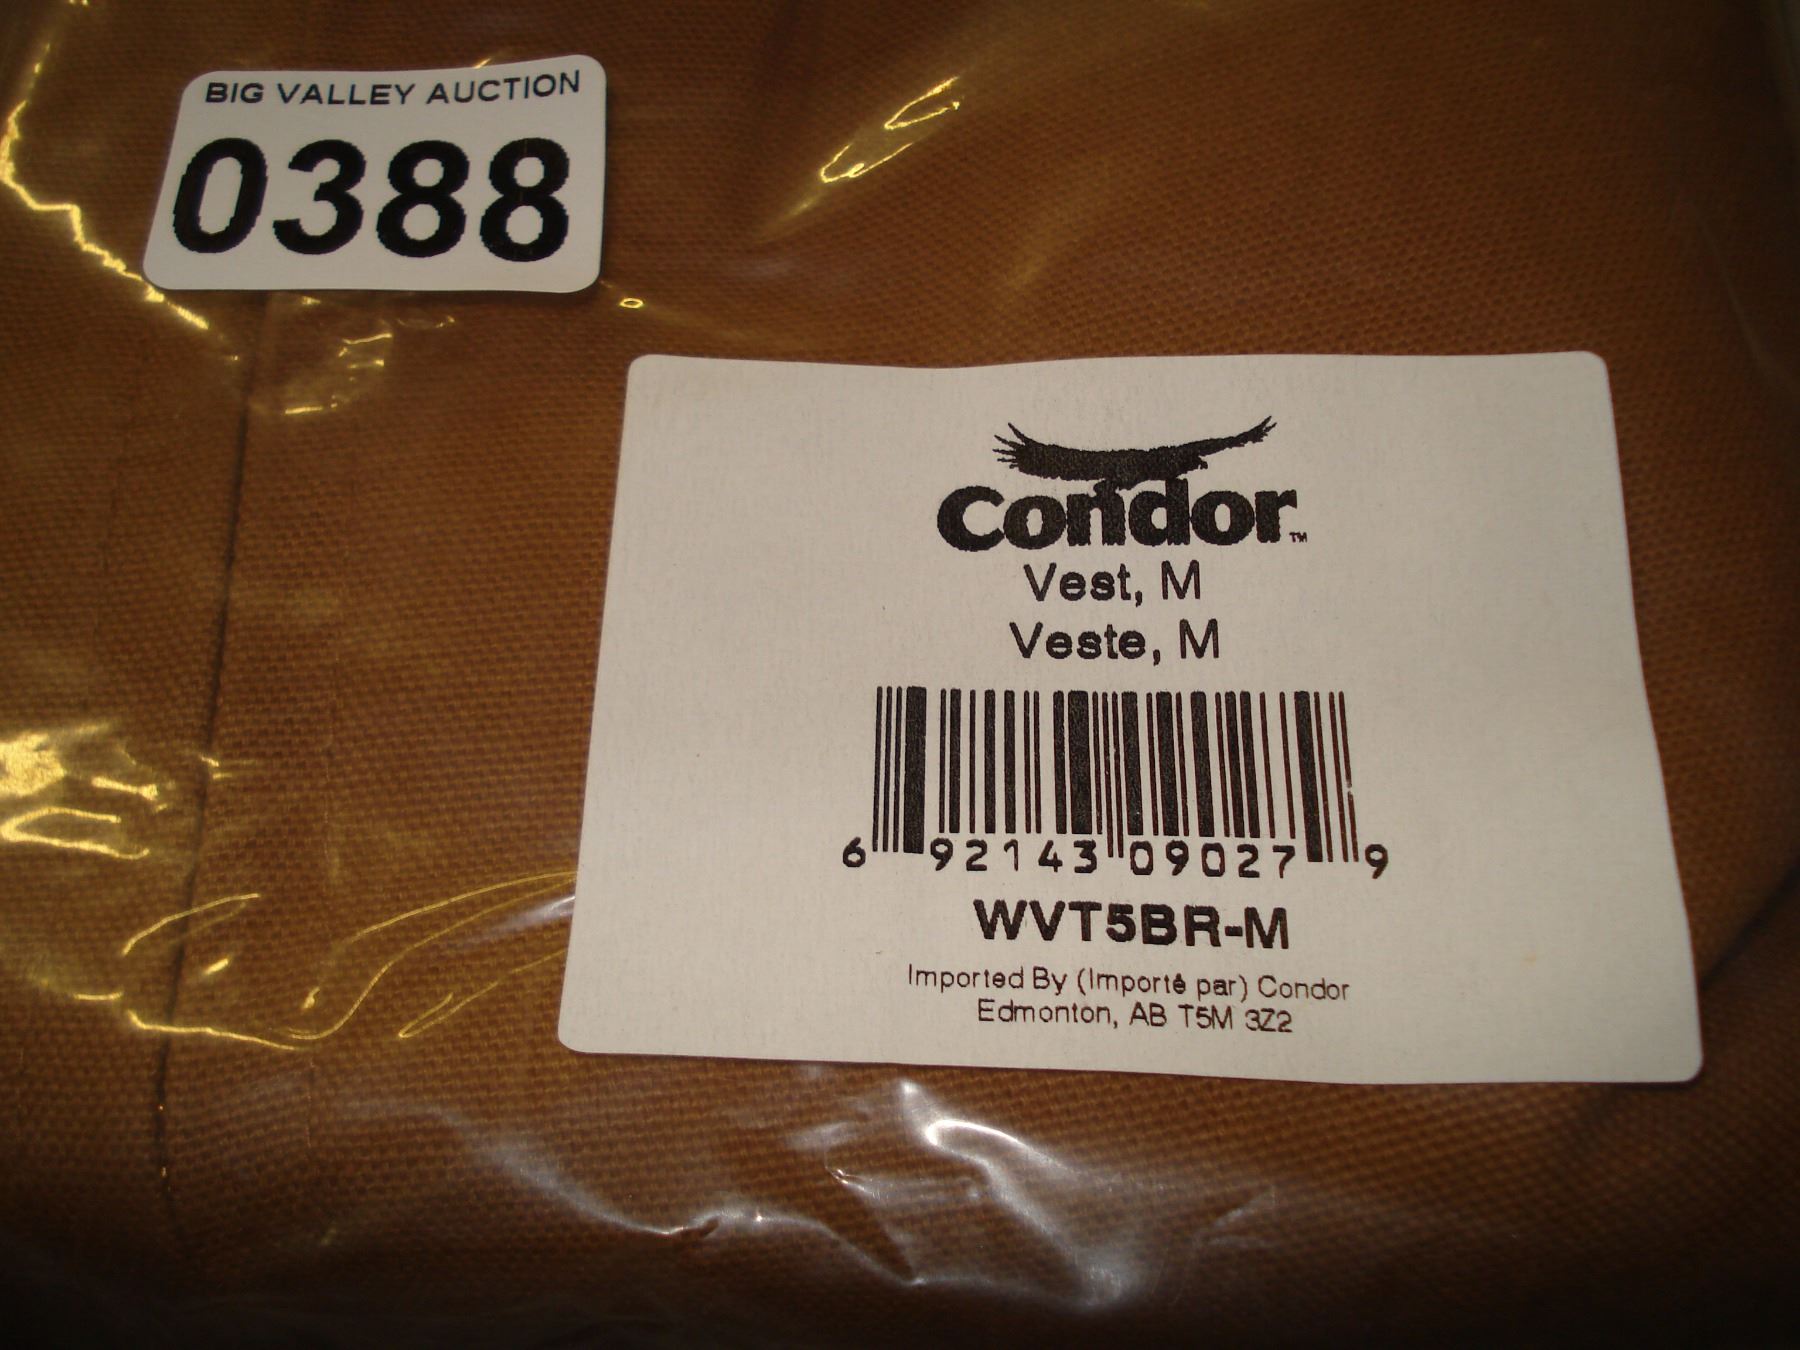 BIG VALLEY AUCTION
0388
Condor™
Vest, M
Veste, M
6 92143 09027 9
WVT5BR-M
Imported By (Importé par) Condor
Edmonton, AB T5M 3Z2